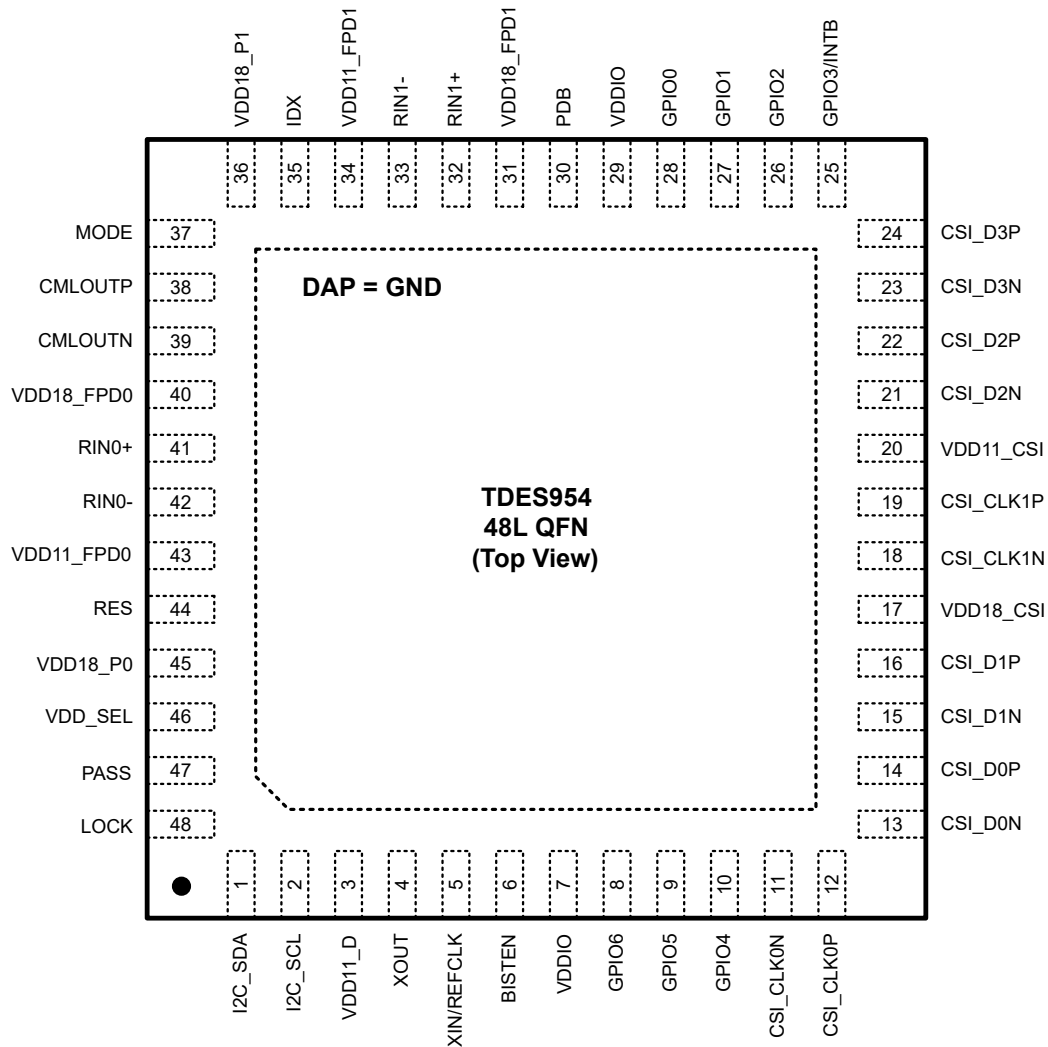 VDD18_P1
IDX
VDD11_FPD1
RIN1-
RIN1+
VDD18_FPD1
PDB
VDDIO
GPIO0
GPIO1
GPIO2
GPIO3/INTB
36
35
34
33
32
31
30
29
28
27
26
25
MODE
37
CMLOUTP
38
CMLOUTN
39
VDD18_FPD0
40
RIN0+
41
RIN0-
42
VDD11_FPD0
43
RES
44
VDD18_P0
45
VDD_SEL
46
PASS
47
LOCK
48
DAP = GND
TDES954
48L QFN
(Top View)
24
CSI_D3P
23
CSI_D3N
22
CSI_D2P
21
CSI_D2N
20
VDD11_CSI
19
CSI_CLK1P
18
CSI_CLK1N
17
VDD18_CSI
16
CSI_D1P
15
CSI_D1N
14
CSI_D0P
13
CSI_D0N
1
2
3
4
5
6
7
8
9
10
11
12
I2C_SDA
I2C_SCL
VDD11_D
XOUT
XIN/REFCLK
BISTEN
VDDIO
GPIO6
GPIO5
GPIO4
CSI_CLK0N
CSI_CLK0P